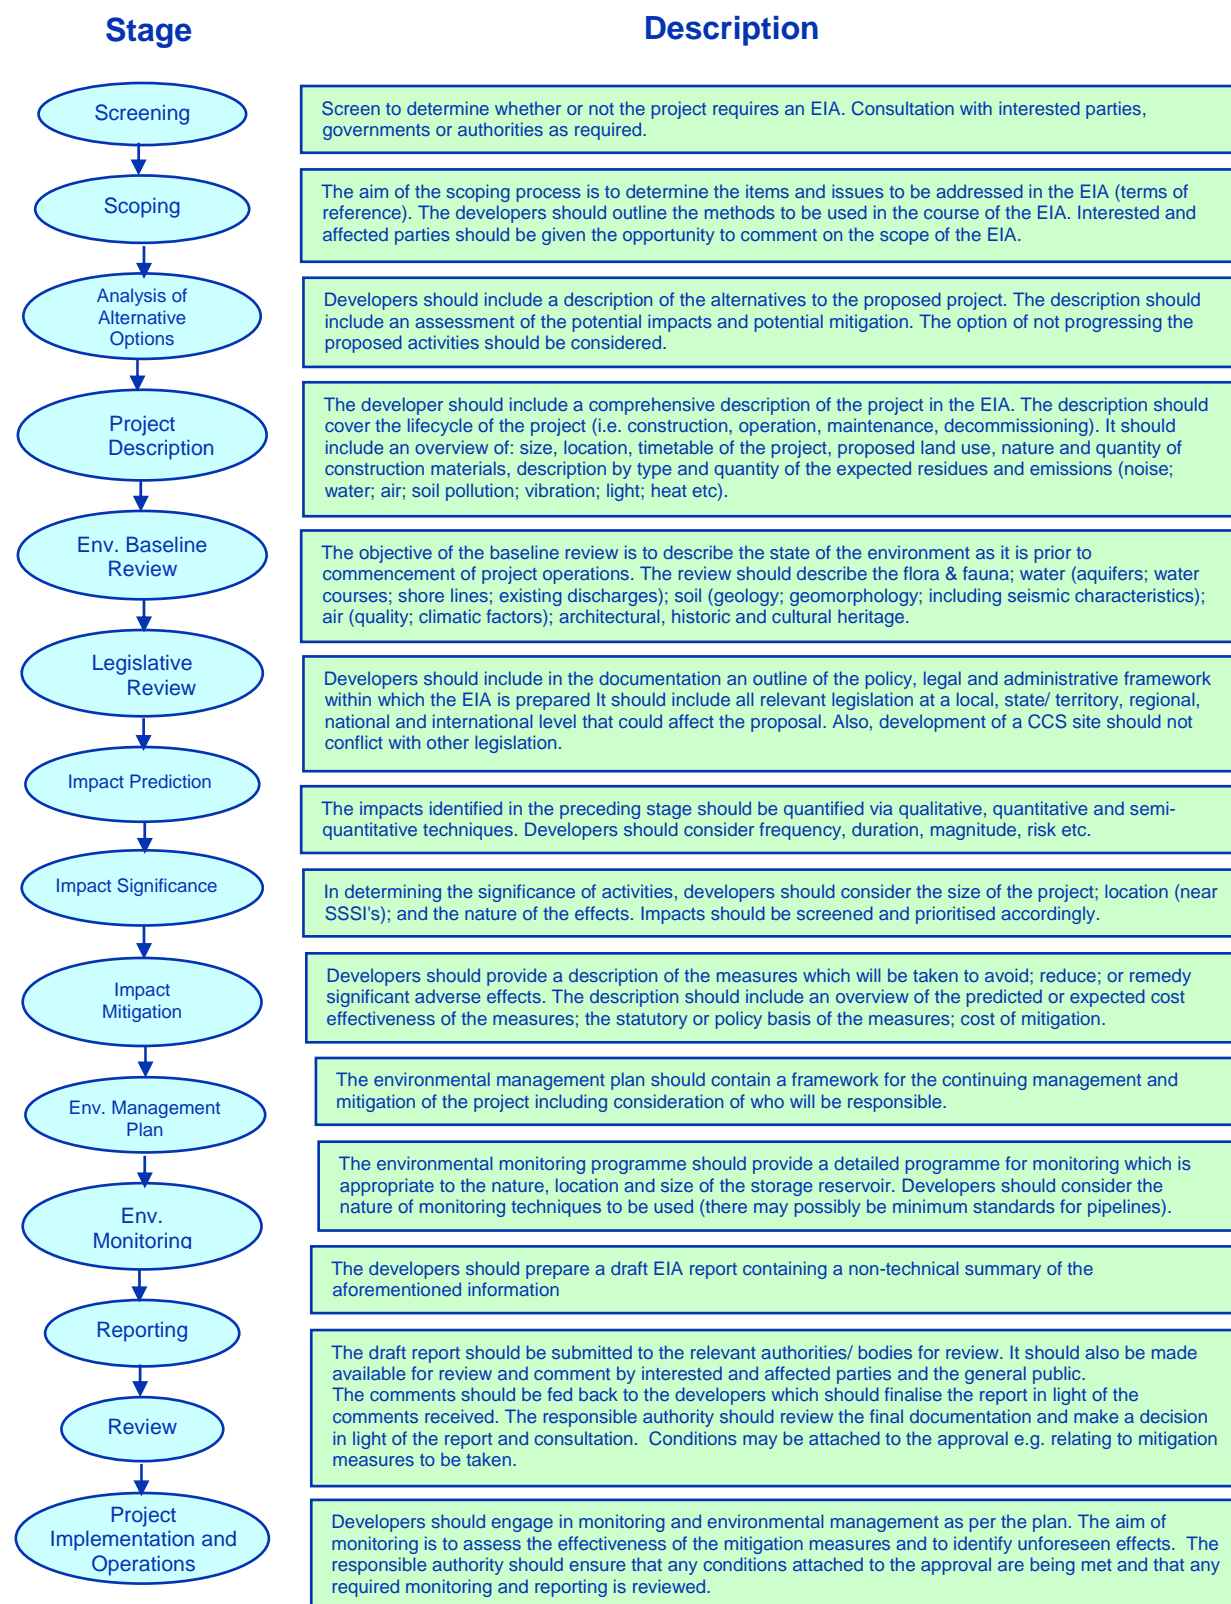 Stage
Description
Screening
Screen to determine whether or not the project requires an EIA. Consultation with interested parties,
governments or authorities as required.
Scoping
The aim of the scoping process is to determine the items and issues to be addressed in the EIA (terms of
reference). The developers should outline the methods to be used in the course of the EIA. Interested and
affected parties should be given the opportunity to comment on the scope of the EIA.
Analysis of
Alternative
Options
Developers should include a description of the alternatives to the proposed project. The description should
include an assessment of the potential impacts and potential mitigation. The option of not progressing the
proposed activities should be considered.
Project
Description
The developer should include a comprehensive description of the project in the EIA. The description should
cover the lifecycle of the project (i.e. construction, operation, maintenance, decommissioning). It should
include an overview of: size, location, timetable of the project, proposed land use, nature and quantity of
construction materials, description by type and quantity of the expected residues and emissions (noise;
water; air; soil pollution; vibration; light; heat etc).
Env. Baseline
Review
The objective of the baseline review is to describe the state of the environment as it is prior to
commencement of project operations. The review should describe the flora & fauna; water (aquifers; water
courses; shore lines; existing discharges); soil (geology; geomorphology; including seismic characteristics);
air (quality; climatic factors); architectural, historic and cultural heritage.
Legislative
Review
Developers should include in the documentation an outline of the policy, legal and administrative framework
within which the EIA is prepared It should include all relevant legislation at a local, state/ territory, regional,
national and international level that could affect the proposal. Also, development of a CCS site should not
conflict with other legislation.
Impact Prediction
The impacts identified in the preceding stage should be quantified via qualitative, quantitative and semi-
quantitative techniques. Developers should consider frequency, duration, magnitude, risk etc.
Impact Significance
In determining the significance of activities, developers should consider the size of the project; location (near
SSSI's); and the nature of the effects. Impacts should be screened and prioritised accordingly.
Impact
Mitigation
Developers should provide a description of the measures which will be taken to avoid; reduce; or remedy
significant adverse effects. The description should include an overview of the predicted or expected cost
effectiveness of the measures; the statutory or policy basis of the measures; cost of mitigation.
Env. Management
Plan
The environmental management plan should contain a framework for the continuing management and
mitigation of the project including consideration of who will be responsible.
Env.
Monitoring
The environmental monitoring programme should provide a detailed programme for monitoring which is
appropriate to the nature, location and size of the storage reservoir. Developers should consider the
nature of monitoring techniques to be used (there may possibly be minimum standards for pipelines).
Reporting
The developers should prepare a draft EIA report containing a non-technical summary of the
aforementioned information
Review
The draft report should be submitted to the relevant authorities/ bodies for review. It should also be made
available for review and comment by interested and affected parties and the general public.
The comments should be fed back to the developers which should finalise the report in light of the
comments received. The responsible authority should review the final documentation and make a decision
in light of the report and consultation.  Conditions may be attached to the approval e.g. relating to mitigation
measures to be taken.
Project
Implementation and
Operations
Developers should engage in monitoring and environmental management as per the plan. The aim of
monitoring is to assess the effectiveness of the mitigation measures and to identify unforeseen effects.  The
responsible authority should ensure that any conditions attached to the approval are being met and that any
required monitoring and reporting is reviewed.